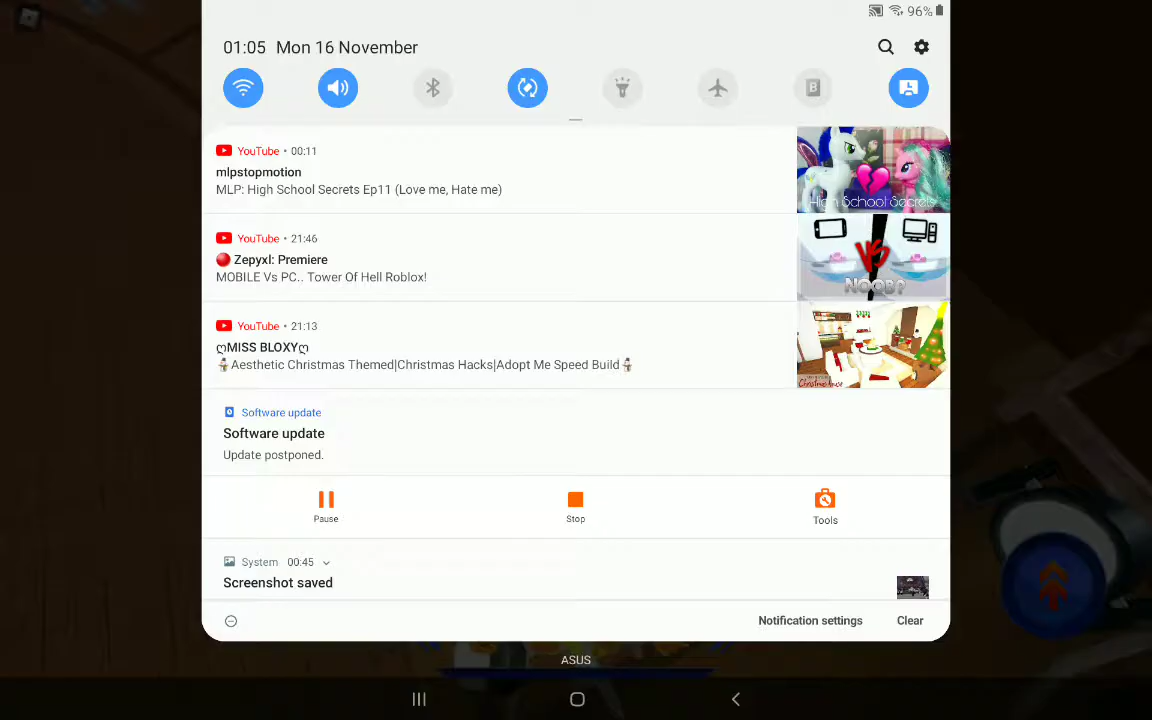 96%
01:05 Mon 16 November
B
YouTube • 00:11
mlpstopmotion
MLP: High School Secrets Ep11 (Love me, Hate me)
High School Secrets
YouTube • 21:46
🔴 Zepyxl: Premiere
MOBILE Vs PC.. Tower Of Hell Roblox!
VS
NOOB?
YouTube • 21:13
ღMISS BLOXYღ
⛄Aesthetic Christmas Themed|Christmas Hacks|Adopt Me Speed Build⛄
Christmas house
Software update
Software update
Update postponed.
Pause
Stop
Tools
System 00:45
Screenshot saved
Notification settings
Clear
ASUS